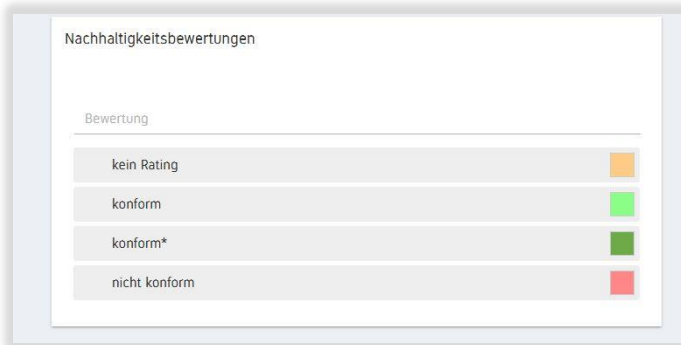 Nachhaltigkeitsbewertungen
Bewertung
kein Rating
konform
konform*
nicht konform